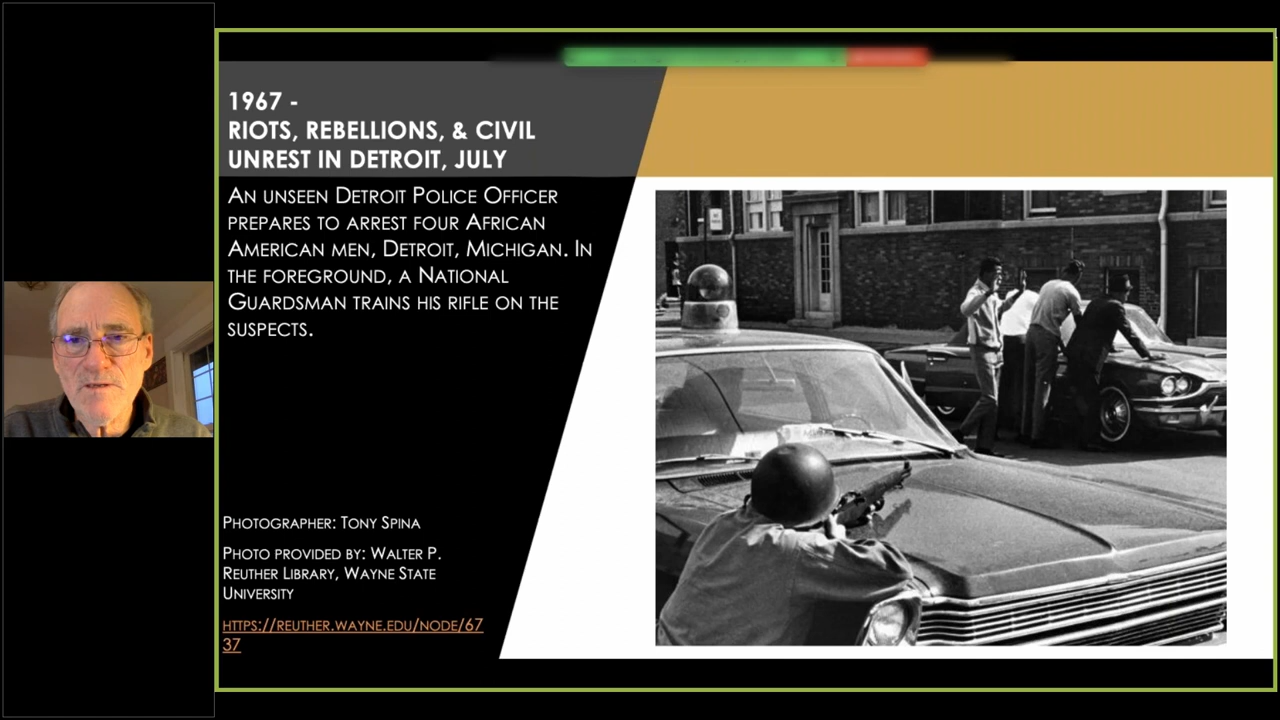 1967 -
RIOTS, REBELLIONS, & CIVIL
UNREST IN DETROIT, JULY
AN UNSEEN DETROIT POLICE OFFICER
PREPARES TO ARREST FOUR AFRICAN
AMERICAN MEN, DETROIT, MICHIGAN. IN
THE FOREGROUND, A NATIONAL
GUARDSMAN TRAINS HIS RIFLE ON THE
SUSPECTS.
PHOTOGRAPHER: TONY SPINA
PHOTO PROVIDED BY: WALTER P.
REUTHER LIBRARY, WAYNE STATE
UNIVERSITY
HTTPS://REUTHER.WAYNE.EDU/NODE/67
37